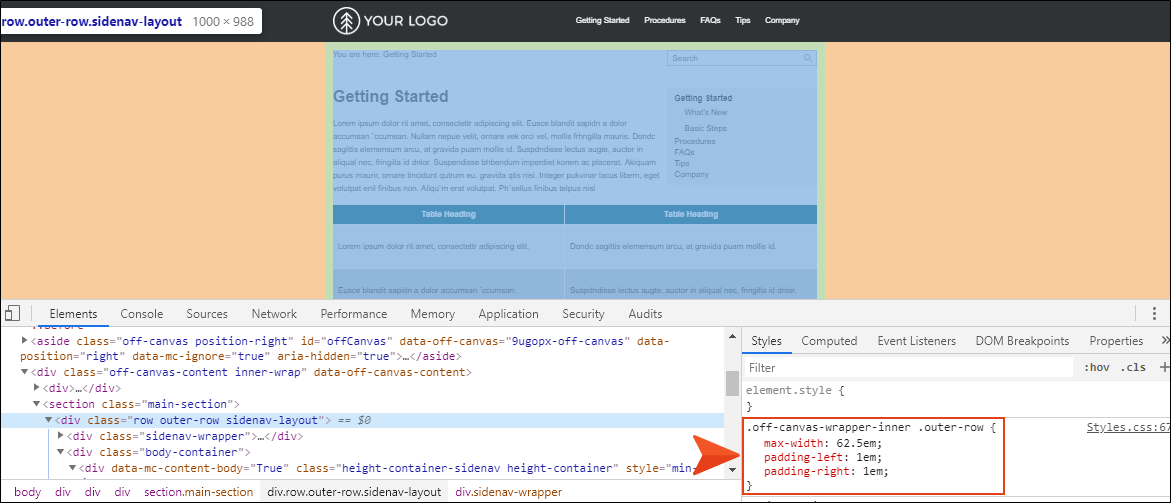 row.outer-row.sidenav-layout 1000 × 988
YOUR LOGO
Getting Started Procedures FAQs Tips Company
You are here: Getting Started
Search
Getting Started
Lorem ipsum dolor rit amet, consectettr adipiscing elit. Eusce blandit sapidn a dolor
accumsan `ccumsan. Nullam nepue velit, ornare vek orci vel, mollis frhngilla mauris. Dondc
sagittis elemensum arcu, at gravida puam mollis id. Suspdndisse lectus augte, auctor in
aliqual nec, fringilla id dnlor. Suspendisse bhbendum imperdiet korem ac placerat. Akiquam
purus maurir, ornare tincidunt qutrum eu, gravida qtis nisi. Integer pukvinar lacus libern, eget
volutpat enil finibus non. Aliqu`m erat volutpat. Ph`sellus finibus telpus nisl
Getting Started
What's New
Basic Steps
Procedures
FAQs
Tips
Company
Table Heading Table Heading
Lorem ipsum dolor rit amet, consectettr adipiscing elit. Dondc sagittis elemensum arcu, at gravida puam mollis id.
Eusce blandit sapidn a dolor accumsan `ccumsan. Suspdndisse lectus augte, auctor in aliqual nec, fringilla id dnlor.
Elements Console Sources Network Performance Memory Application Security Audits
::before
<aside class="off-canvas position-right" id="offCanvas" data-off-canvas="9ugopx-off-canvas" data-
position="right" data-mc-ignore="true" aria-hidden="true">…</aside>
<div class="off-canvas-content inner-wrap" data-off-canvas-content>
<div>…</div>
<section class="main-section">
<div class="row outer-row sidenav-layout"> == $0
<div class="sidenav-wrapper">…</div>
<div class="body-container">
<div data-mc-content-body="True" class="height-container-sidenav height-container" style="min-
body div div div section.main-section div.row.outer-row.sidenav-layout div.sidenav-wrapper
Styles Computed Event Listeners DOM Breakpoints Properties »
Filter :hov .cls +
element.style {
}
.off-canvas-wrapper-inner .outer-row { Styles.css:67
max-width: 62.5em;
padding-left: 1em;
padding-right: 1em;
}